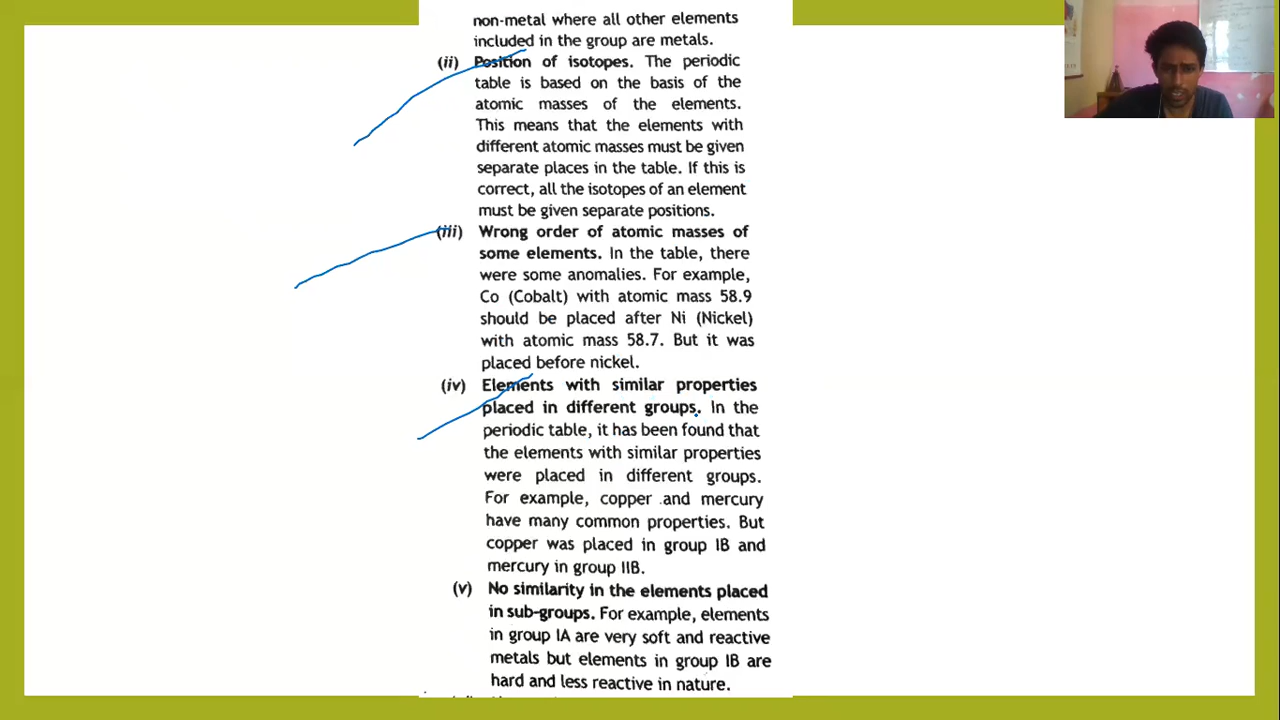 non-metal where all other elements
included in the group are metals.
(ii) Position of isotopes. The periodic
table is based on the basis of the
atomic masses of the elements.
This means that the elements with
different atomic masses must be given
separate places in the table. If this is
correct, all the isotopes of an element
must be given separate positions.
(iii) Wrong order of atomic masses of
some elements. In the table, there
were some anomalies. For example,
Co (Cobalt) with atomic mass 58.9
should be placed after Ni (Nickel)
with atomic mass 58.7. But it was
placed before nickel.
(iv) Elements with similar properties
placed in different groups. In the
periodic table, it has been found that
the elements with similar properties
were placed in different groups.
For example, copper and mercury
have many common properties. But
copper was placed in group IB and
mercury in group IIB.
(v) No similarity in the elements placed
in sub-groups. For example, elements
in group IA are very soft and reactive
metals but elements in group IB are
hard and less reactive in nature.